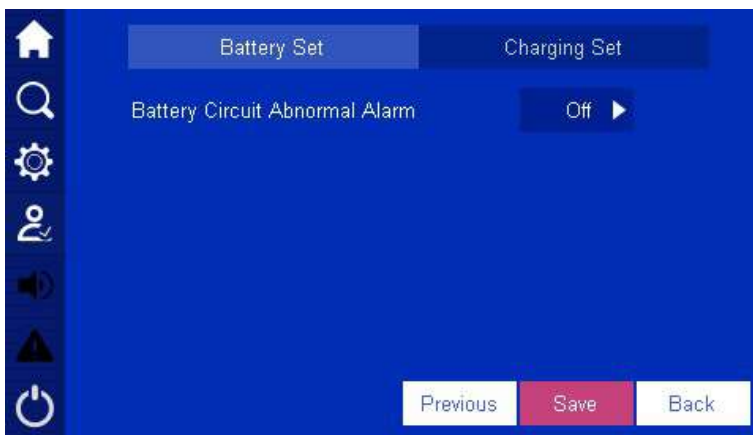 Battery Set
Charging Set
Battery Circuit Abnormal Alarm
Off
Previous
Save
Back